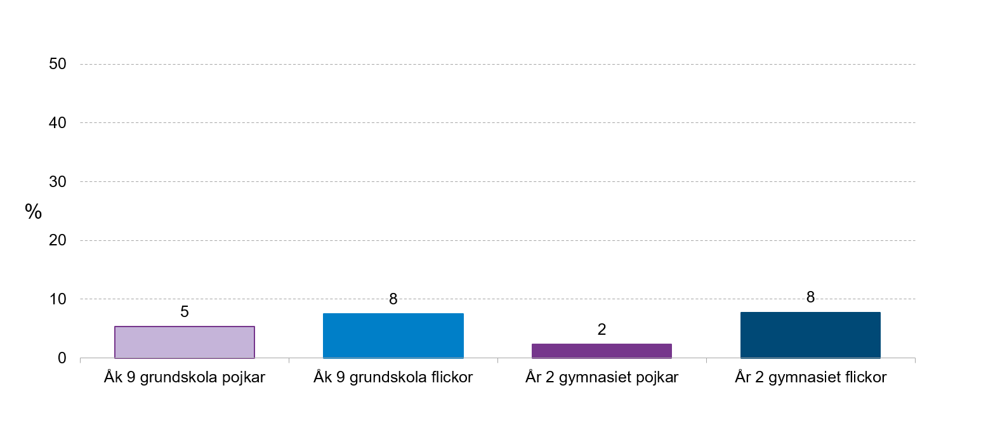 50
40
30
%
20
10
0
5
8
2
8
Åk 9 grundskola pojkar
Åk 9 grundskola flickor
År 2 gymnasiet pojkar
År 2 gymnasiet flickor